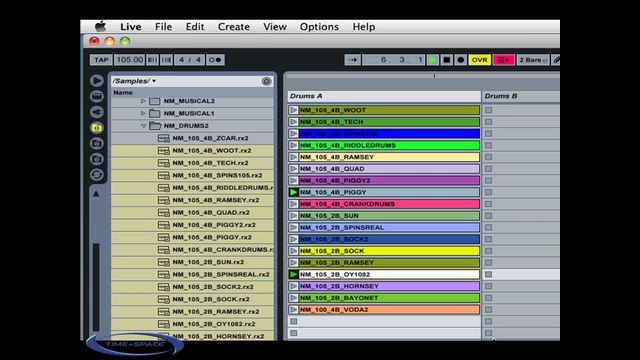 Live File Edit Create View Options Help
TAP 105.00 4 / 4 6. 3. 1 OVR 2 Bars
/Samples/
Name
NM_MUSICAL2
NM_MUSICAL1
NM_DRUMS2
NM_105_4B_ZCAR.rx2
NM_105_4B_WOOT.rx2
NM_105_4B_TECH.rx2
NM_105_4B_SPINS105.rx2
NM_105_4B_RIDDLEDRUMS.rx2
NM_105_4B_RAMSEY.rx2
NM_105_4B_QUAD.rx2
NM_105_4B_PIGGY2.rx2
NM_105_4B_PIGGY.rx2
NM_105_4B_CRANKDRUMS.rx2
NM_105_2B_SUN.rx2
NM_105_2B_SPINSREAL.rx2
NM_105_2B_SOCK2.rx2
NM_105_2B_SOCK.rx2
NM_105_2B_RAMSEY.rx2
NM_105_2B_OY1082.rx2
NM_105_2B_HORNSEY.rx2
Drums A
NM_105_4B_WOOT
NM_105_4B_TECH
NM_105_4B_RIDDLEDRUMS
NM_105_4B_RAMSEY
NM_105_4B_QUAD
NM_105_4B_PIGGY2
NM_105_4B_PIGGY
NM_105_4B_CRANKDRUMS
NM_105_2B_SUN
NM_105_2B_SPINSREAL
NM_105_2B_SOCK2
NM_105_2B_SOCK
NM_105_2B_RAMSEY
NM_105_2B_OY1082
NM_105_2B_HORNSEY
NM_105_2B_BAYONET
NM_100_4B_VODA2
Drums B
TIME+SPACE